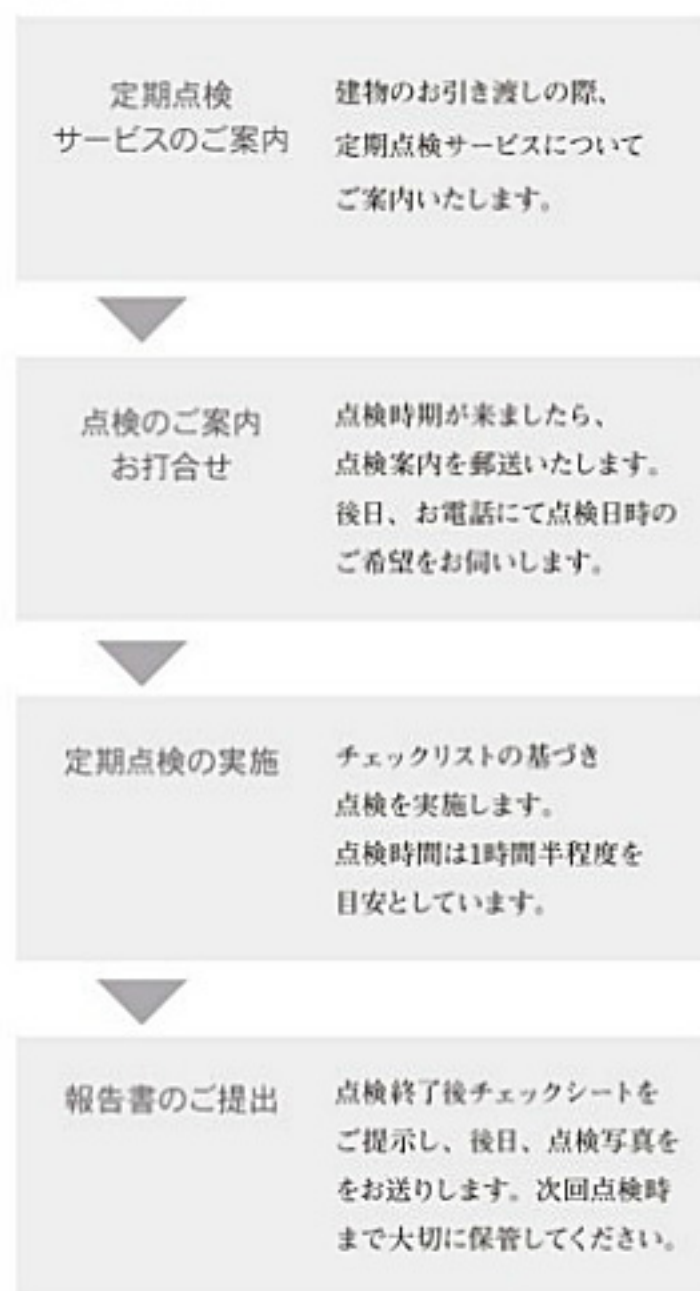 定期点検
サービスのご案内
建物のお引き渡しの際、
定期点検サービスについて
ご案内いたします。
点検のご案内
お打合せ
点検時期が来ましたら、
点検案内を郵送いたします。
後日、お電話にて点検日時の
ご希望をお伺いします。
定期点検の実施
チェックリストの基づき
点検を実施します。
点検時間は1時間半程度を
目安としています。
報告書のご提出
点検終了後チェックシートを
ご提示し、後日、点検写真を
をお送りします。次回点検時
まで大切に保管してください。